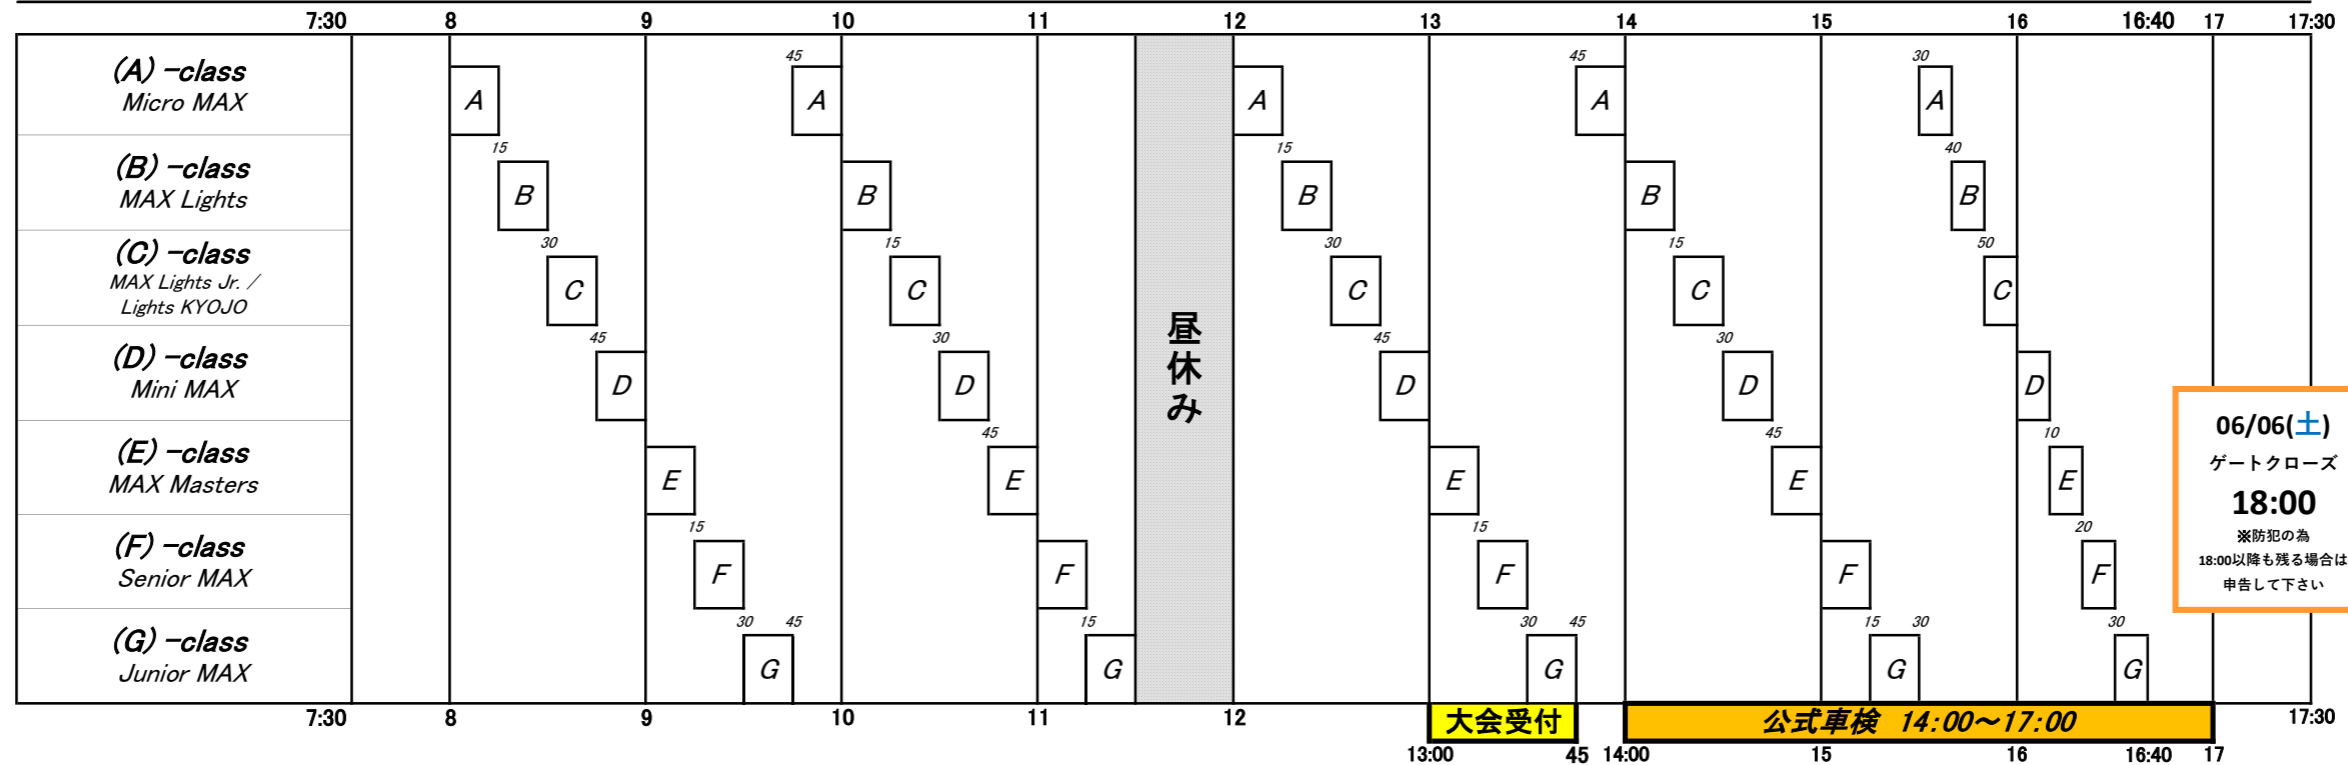 7:30 8 9 10 11 12 13 14 15 16 16:40 17 17:30
(A) -class
Micro MAX
45 45 30
A A A A A
15 15 40
(B) -class
MAX Lights
B B B B B
30 15 30 15 50
(C) -class
MAX Lights Jr. /
Lights KYOJO
C C C C C
45 30 45 30
(D) -class
Mini MAX
D D D D D
45 45 10
(E) -class
MAX Masters
E E E E E
15 15 20
(F) -class
Senior MAX
F F F F F
30 45 15 30 45 15 30 30
(G) -class
Junior MAX
G G G G G
昼休み
06/06(土)
ゲートクローズ
18:00
※防犯の為
18:00以降も残る場合は
申告して下さい
7:30 8 9 10 11 12 大会受付 公式車検 14:00～17:00 17:30
13:00 45 14:00 15 16 16:40 17